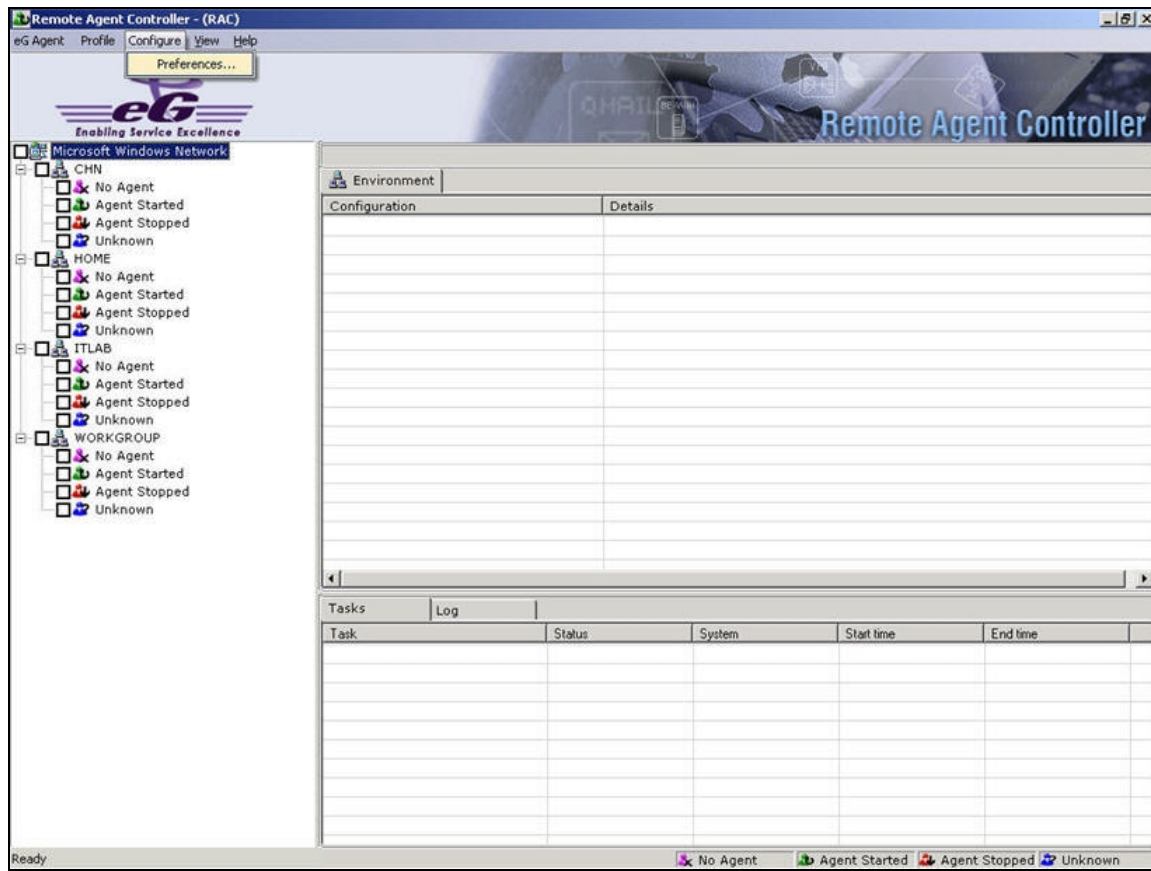 Remote Agent Controller - (RAC)
eG Agent Profile Configure View Help
Preferences...
eG
Enabling Service Excellence
QMAIL
Remote Agent Controller
Microsoft Windows Network
CHN
No Agent
Agent Started
Agent Stopped
Unknown
HOME
No Agent
Agent Started
Agent Stopped
Unknown
ITLAB
No Agent
Agent Started
Agent Stopped
Unknown
WORKGROUP
No Agent
Agent Started
Agent Stopped
Unknown
Environment
Configuration Details
Tasks Log
Task Status System Start time End time
Ready No Agent Agent Started Agent Stopped Unknown